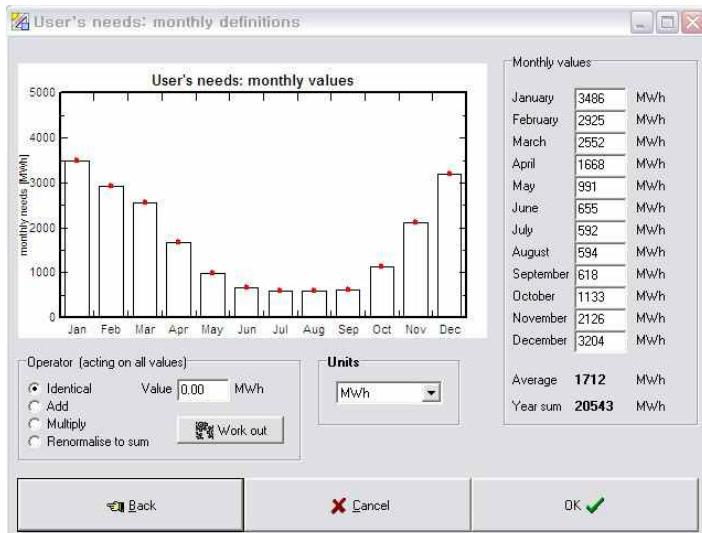 User's needs: monthly definitions
User's needs: monthly values
monthly needs [MWh]
5000
4000
3000
2000
1000
0
Jan Feb Mar Apr May Jun Jul Aug Sep Oct Nov Dec
Monthly values
January 3486 MWh
February 2925 MWh
March 2552 MWh
April 1668 MWh
May 991 MWh
June 655 MWh
July 592 MWh
August 594 MWh
September 618 MWh
October 1133 MWh
November 2126 MWh
December 3204 MWh
Average 1712 MWh
Year sum 20543 MWh
Operator (acting on all values)
Identical Value 0.00 MWh
Add
Multiply
Renormalise to sum
Work out
Units
MWh
Back
Cancel
OK